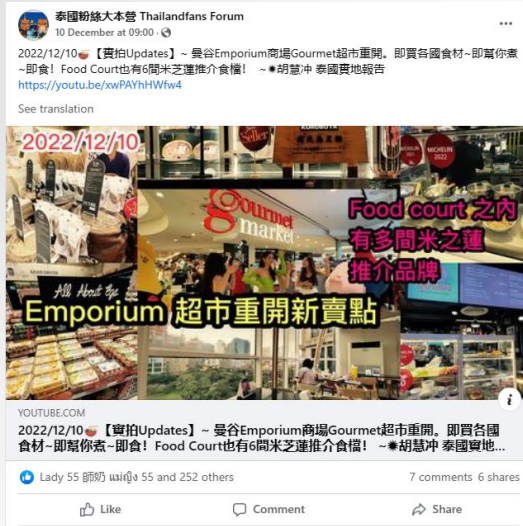 泰國粉絲大本營 Thailandfans Forum
10 December at 09:00 ·
2022/12/10🍜【實拍Updates】~ 曼谷Emporium商場Gourmet超市重開。即買各國食材~即幫你煮
~即食！Food Court也有6間米芝蓮推介食檔！ ~✺胡慧冲 泰國實地報告
https://youtu.be/xwPAYhHWfw4
See translation
2022/12/10
Seller
MICHELIN
2022
gourmet
market
Food court 之內
有多間米之蓮
推介品牌
All About Egg
Emporium 超市重開新賣點
YOUTUBE.COM
2022/12/10🍜【實拍Updates】~ 曼谷Emporium商場Gourmet超市重開。即買各國
食材~即幫你煮~即食！Food Court也有6間米芝蓮推介食檔！ ~✺胡慧冲 泰國實地...
Lady 55 師奶 แม่ญิง 55 and 252 others
7 comments 6 shares
Like
Comment
Share